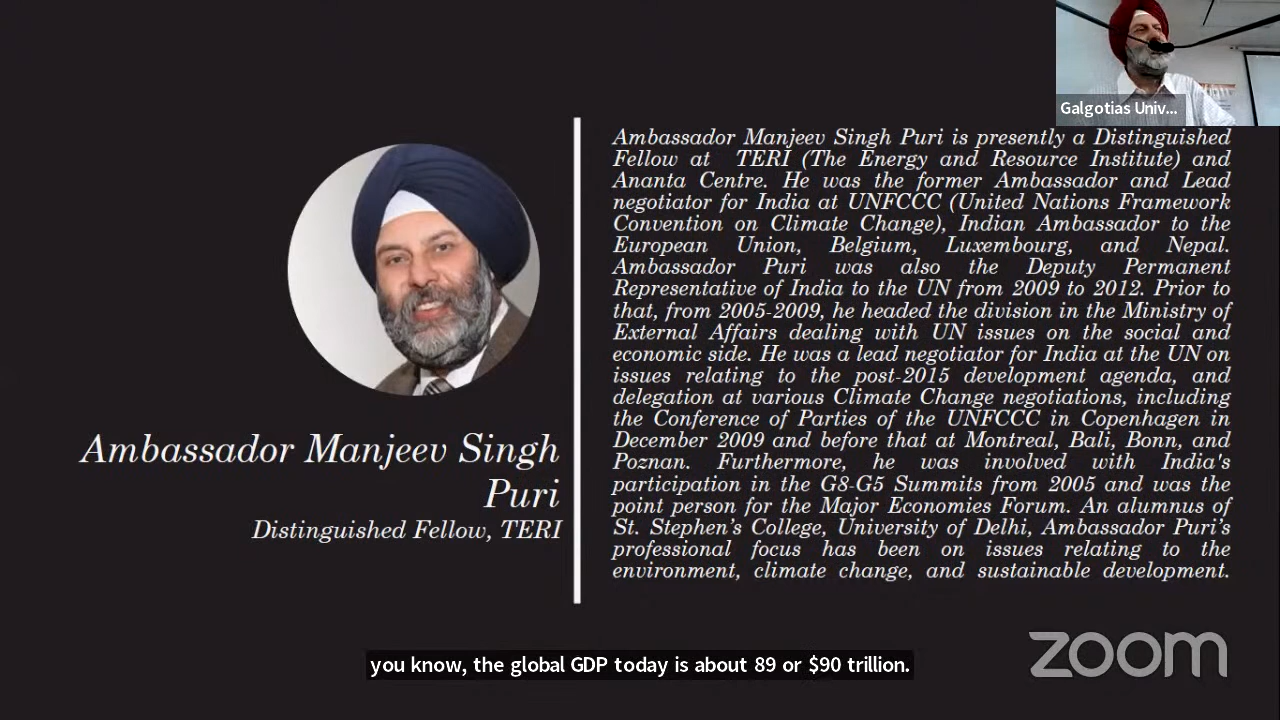 Galgotias Univ...
Ambassador Manjeev Singh
Puri
Distinguished Fellow, TERI
Ambassador Manjeev Singh Puri is presently a Distinguished
Fellow at TERI (The Energy and Resource Institute) and
Ananta Centre. He was the former Ambassador and Lead
negotiator for India at UNFCCC (United Nations Framework
Convention on Climate Change), Indian Ambassador to the
European Union, Belgium, Luxembourg, and Nepal.
Ambassador Puri was also the Deputy Permanent
Representative of India to the UN from 2009 to 2012. Prior to
that, from 2005-2009, he headed the division in the Ministry of
External Affairs dealing with UN issues on the social and
economic side. He was a lead negotiator for India at the UN on
issues relating to the post-2015 development agenda, and
delegation at various Climate Change negotiations, including
the Conference of Parties of the UNFCCC in Copenhagen in
December 2009 and before that at Montreal, Bali, Bonn, and
Poznan. Furthermore, he was involved with India's
participation in the G8-G5 Summits from 2005 and was the
point person for the Major Economies Forum. An alumnus of
St. Stephen's College, University of Delhi, Ambassador Puri's
professional focus has been on issues relating to the
environment, climate change, and sustainable development.
zoom
you know, the global GDP today is about 89 or $90 trillion.